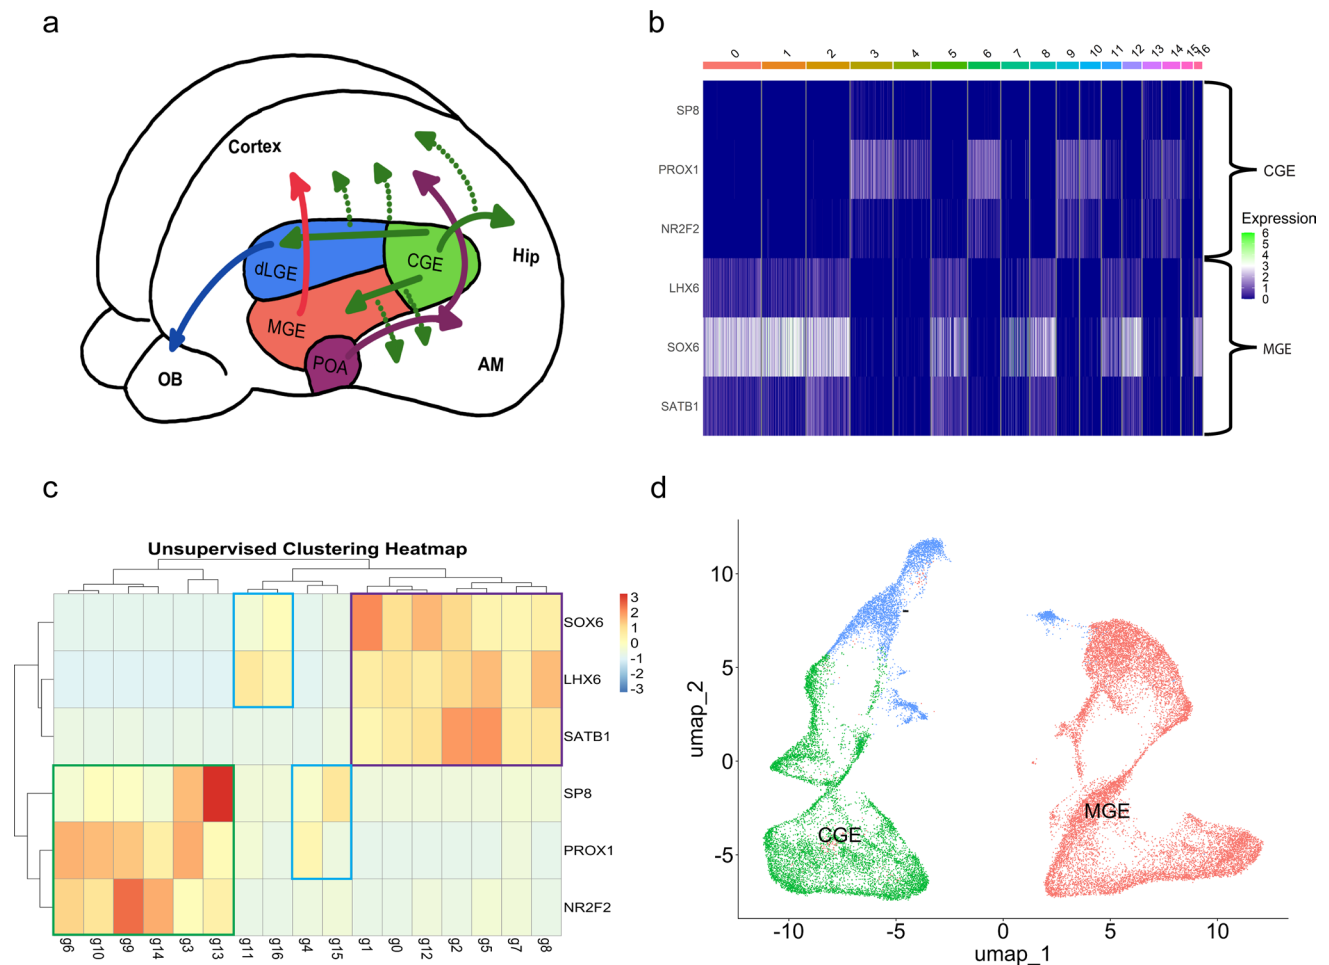 a
Cortex
dLGE
CGE
Hip
MGE
POA
OB
AM
b
0 1 2 3 4 5 6 7 8 9 10 11 12 13 14 15 16
SP8
PROX1
NR2F2
LHX6
SOX6
SATB1
CGE
MGE
Expression
6
5
4
3
2
1
0
c
Unsupervised Clustering Heatmap
SOX6
LHX6
SATB1
SP8
PROX1
NR2F2
3
2
1
0
-1
-2
-3
g6 g10 g9 g14 g3 g13 g11 g16 g4 g15 g1 g0 g12 g2 g5 g7 g8
d
umap_2
10
5
0
-5
-
CGE
MGE
-10 -5 0 5 10
umap_1